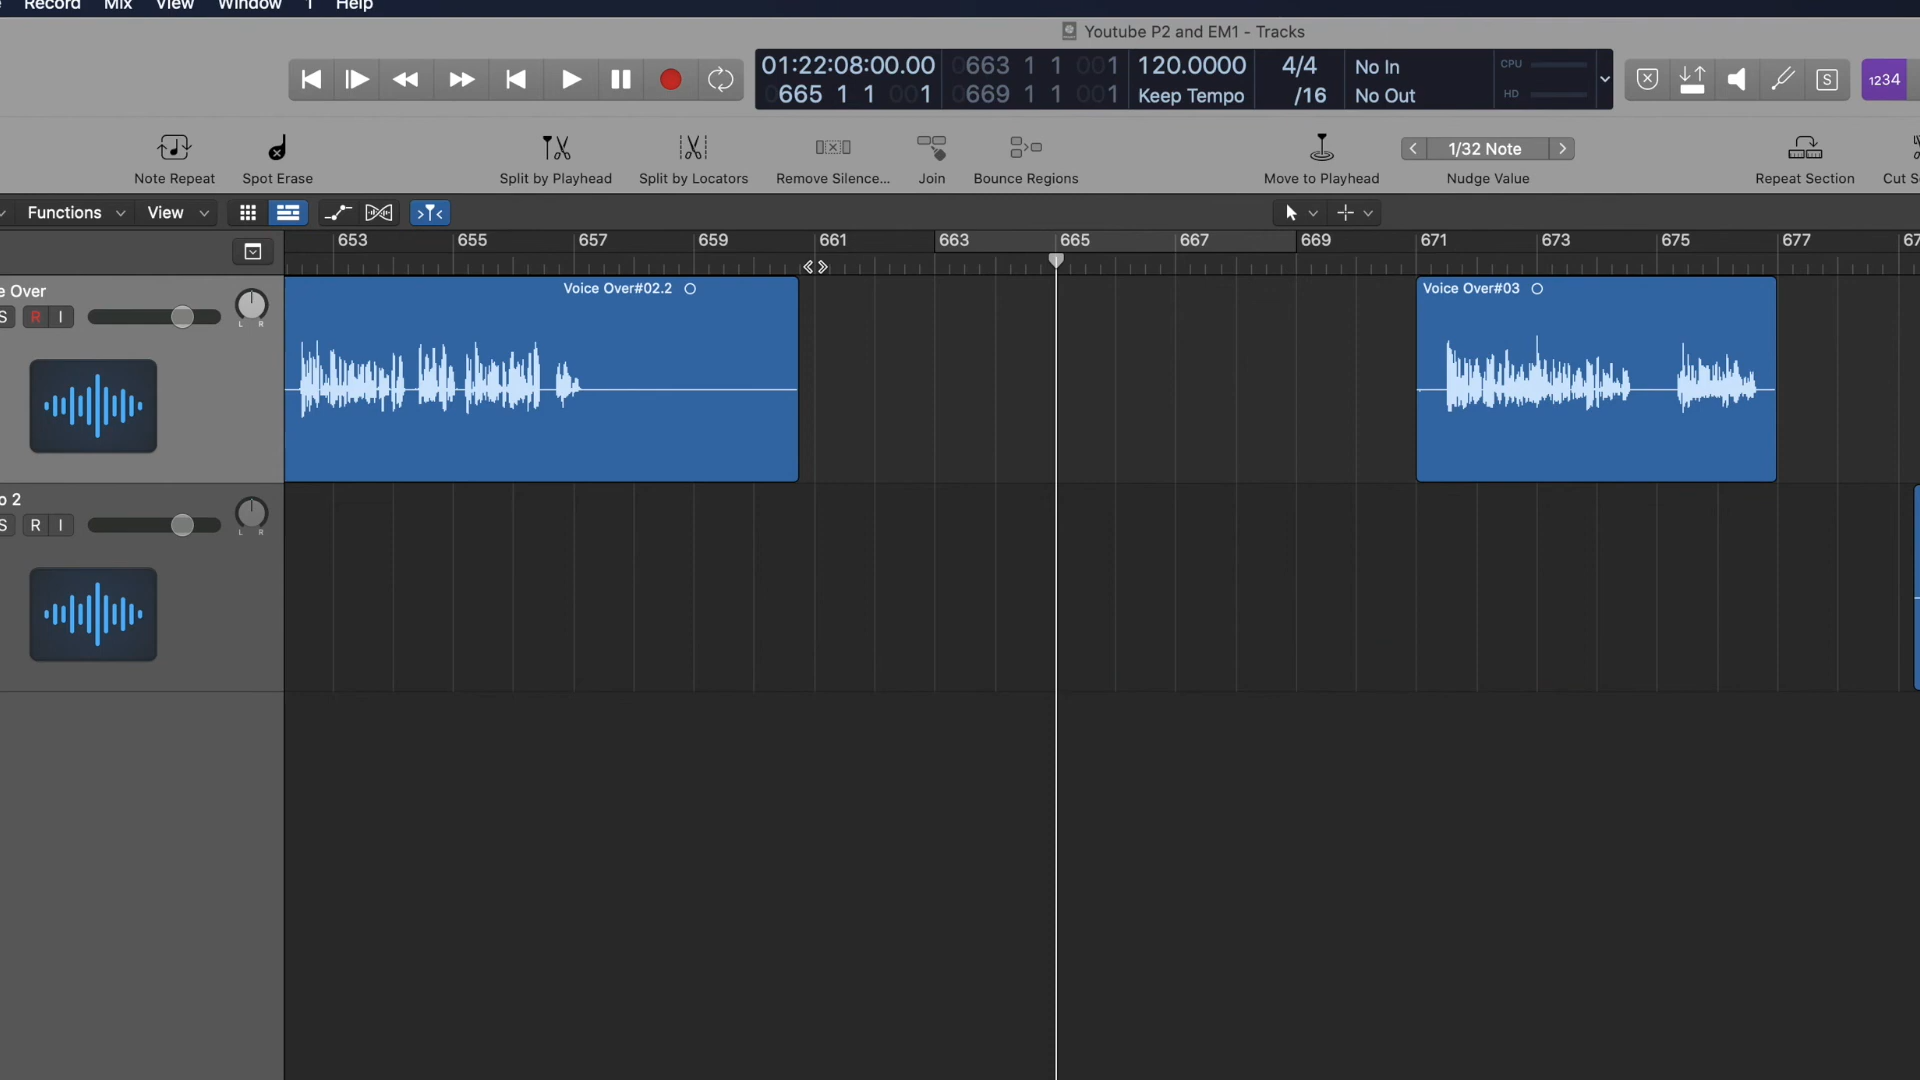 Record Mix View Window 1 Help
Youtube P2 and EM1 - Tracks
01:22:08:00.00 0663 1 1 001 120.0000 4/4 No In CPU
0665 1 1 001 0669 1 1 001 Keep Tempo /16 No Out HD
S 1234
1/32 Note
Note Repeat Spot Erase Split by Playhead Split by Locators Remove Silence... Join Bounce Regions Move to Playhead Nudge Value Repeat Section Cut S
Functions View
653 655 657 659 661 663 665 667 669 671 673 675 677 67
e Over
S R I
L R
Voice Over#02.2
Voice Over#03
o 2
S R I
L R